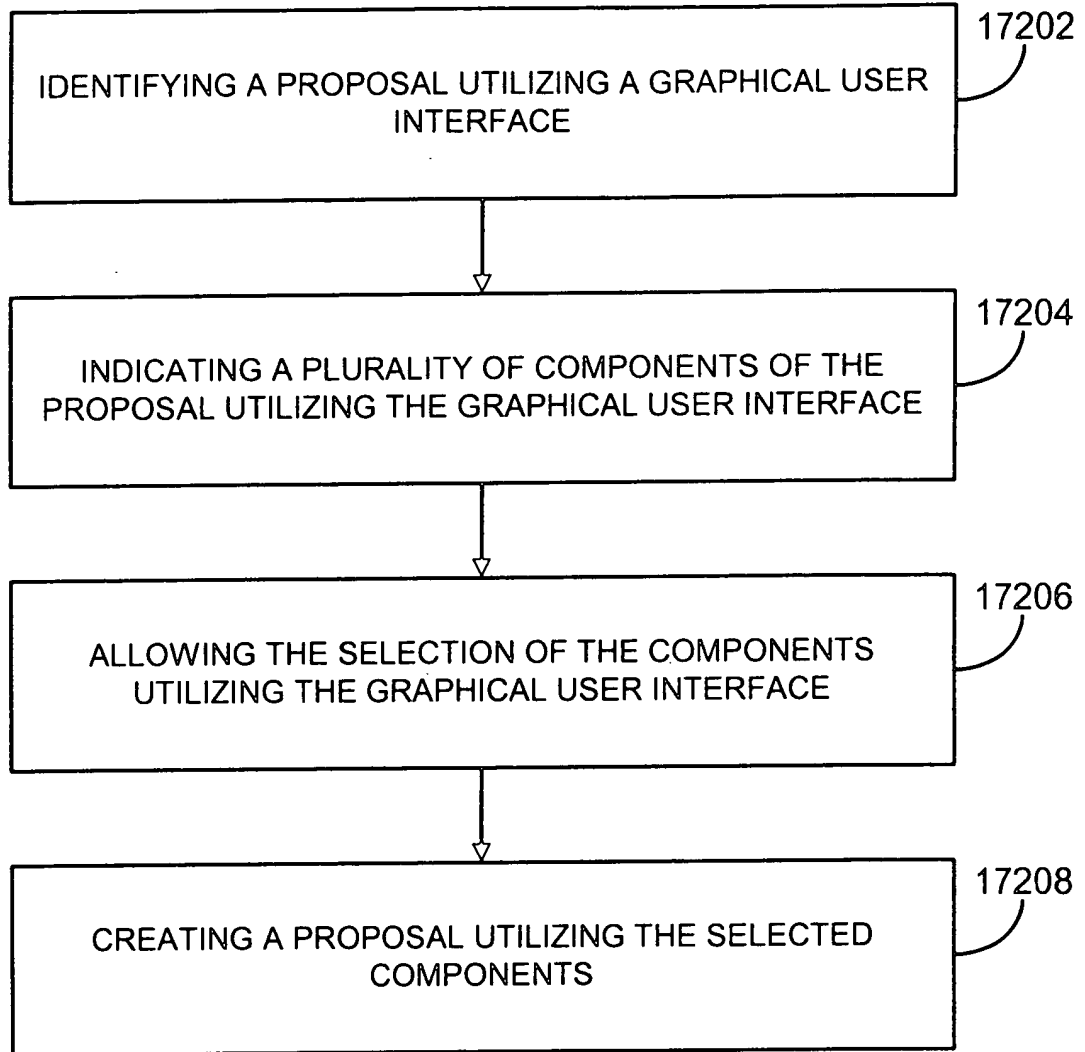 17202
IDENTIFYING A PROPOSAL UTILIZING A GRAPHICAL USER
INTERFACE
17204
INDICATING A PLURALITY OF COMPONENTS OF THE
PROPOSAL UTILIZING THE GRAPHICAL USER INTERFACE
17206
ALLOWING THE SELECTION OF THE COMPONENTS
UTILIZING THE GRAPHICAL USER INTERFACE
17208
CREATING A PROPOSAL UTILIZING THE SELECTED
COMPONENTS